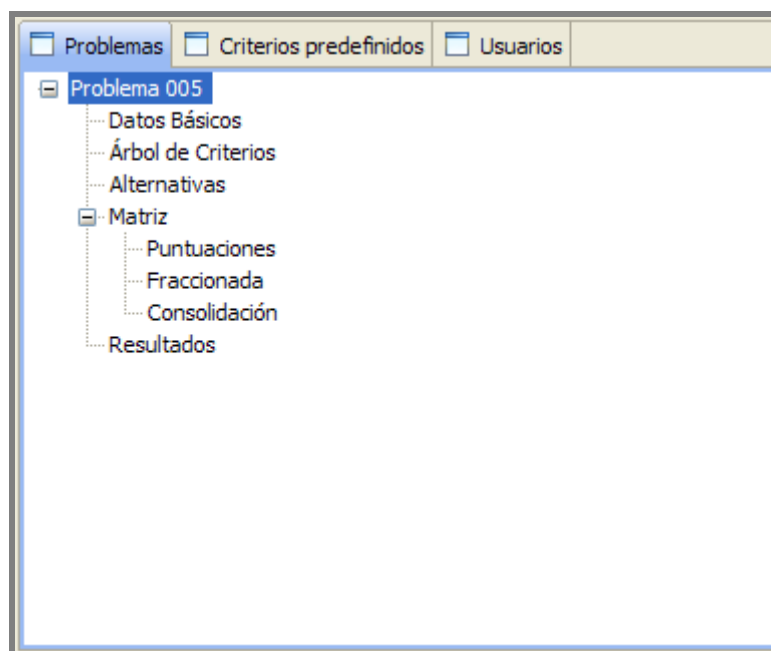 Problemas Criterios predefinidos Usuarios
Problema 005
Datos Básicos
Árbol de Criterios
Alternativas
Matriz
Puntuaciones
Fraccionada
Consolidación
Resultados